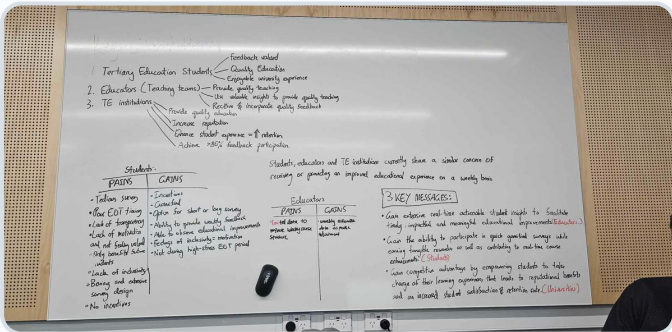 1 Tertiary Education Students
Feedback valued
Quality Education
Enjoyable university experience
2. Educators (Teaching teams)
Provide quality teaching
Use valuable insights to provide quality teaching
Receive & incorporate quality feedback
3. TE institutions
Provide quality education
Increase reputation
Enhance student experience = ↑ retention
Achieve >80% feedback participation
Students, educators and TE institutions currently share a similar concern of
receiving or providing an improved educational experience on a weekly basis
Students:
PAINS
• Tedious survey
• Poor EOT timing
• Lack of transparency
• Lack of motivation
and not feeling valued
• Only benefits future
students
• Lack of inclusivity
• Boring and extensive
survey design
• No incentives
GAINS
• Incentives
• Option for short or long survey
• Ability to provide weekly feedback
• Able to observe educational improvements
• Feelings of inclusivity = motivation
• Not during high-stress EOT period
Educators
PAINS
data to
improve weekly course
structure
GAINS
weekly
data
3 KEY MESSAGES:
• Gain extensive real-time actionable student insights to facilitate
timely, impactful and meaningful educational improvements (Educators)
• Gain the ability to participate in quick surveys while
earning tangible rewards as well as contributing to real-time course
enhancements (Students)
• Gain competitive advantage by empowering students to take
charge of their learning experience that leads to reputational benefits
and an increased student satisfaction & retention rate. (Universities)